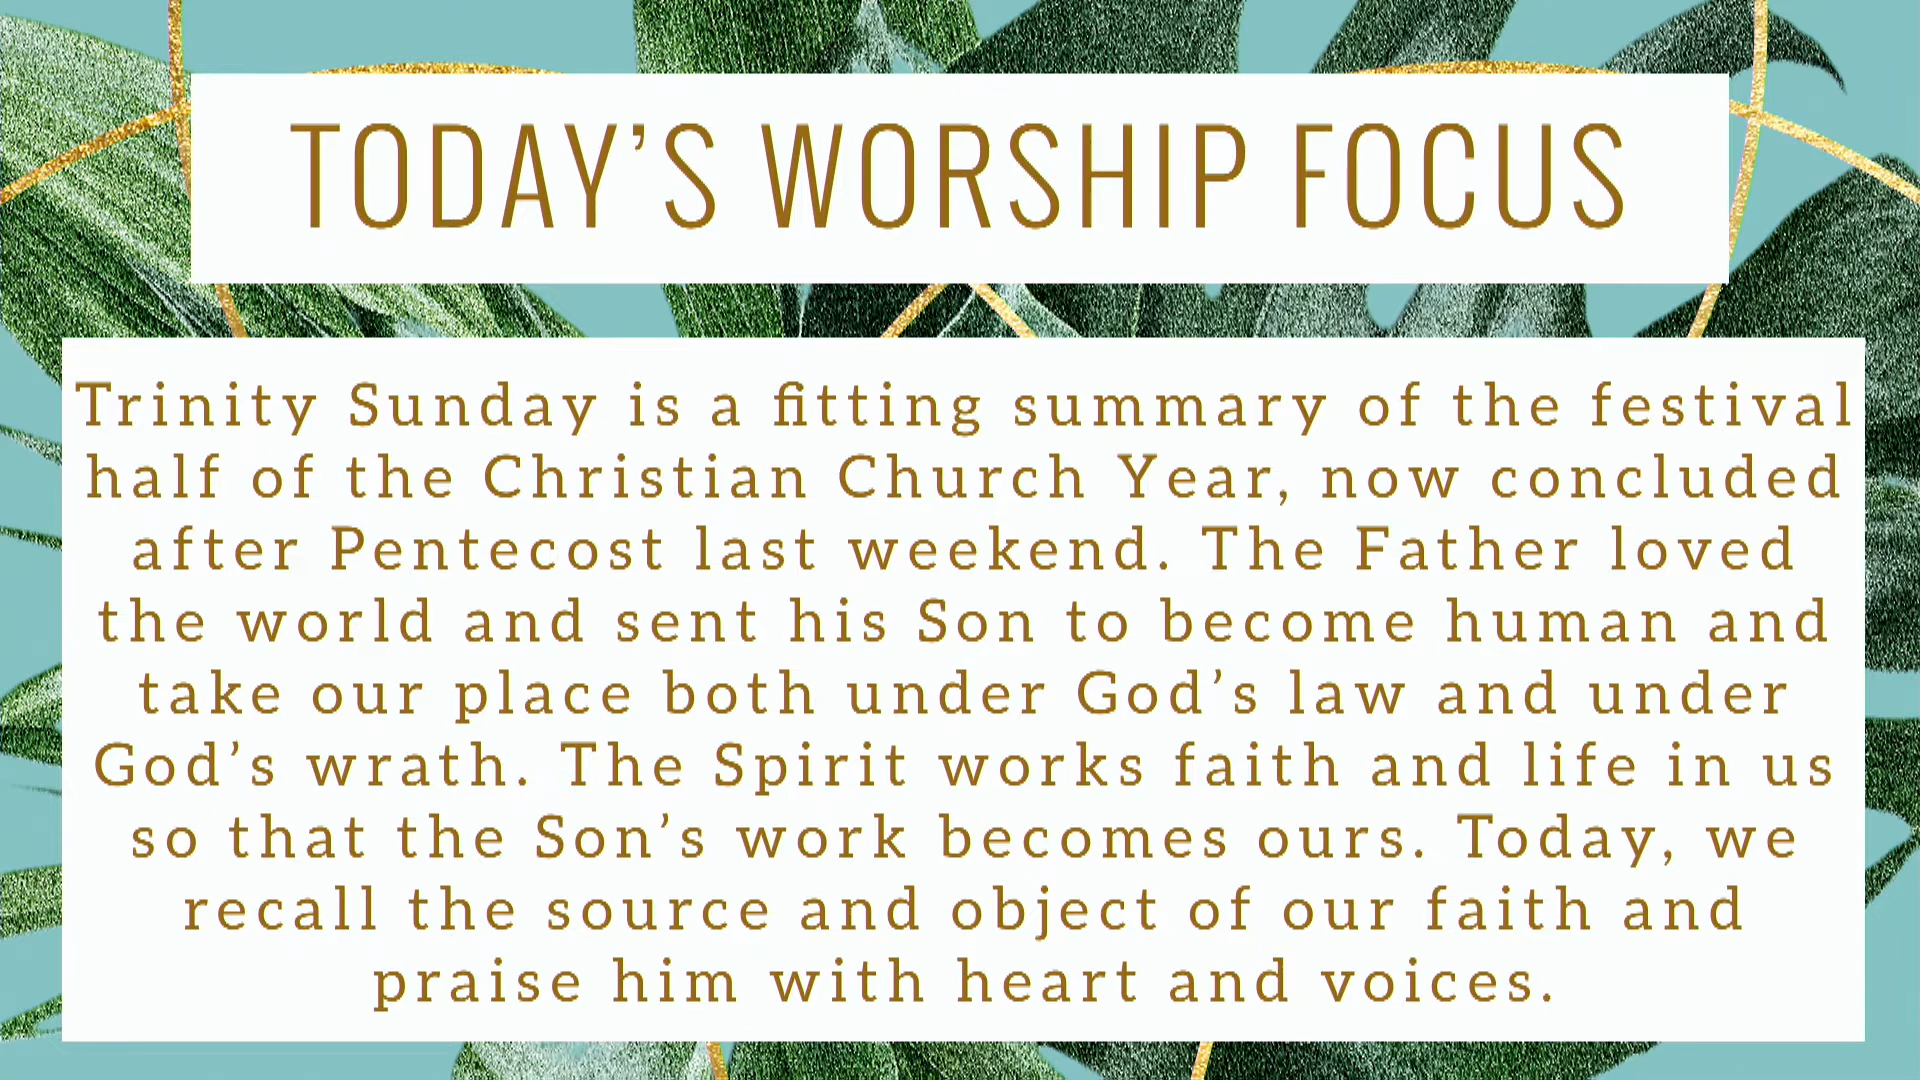 TODAY’S WORSHIP FOCUS
Trinity Sunday is a fitting summary of the festival
half of the Christian Church Year, now concluded
after Pentecost last weekend. The Father loved
the world and sent his Son to become human and
take our place both under God’s law and under
God’s wrath. The Spirit works faith and life in us
so that the Son’s work becomes ours. Today, we
recall the source and object of our faith and
praise him with heart and voices.